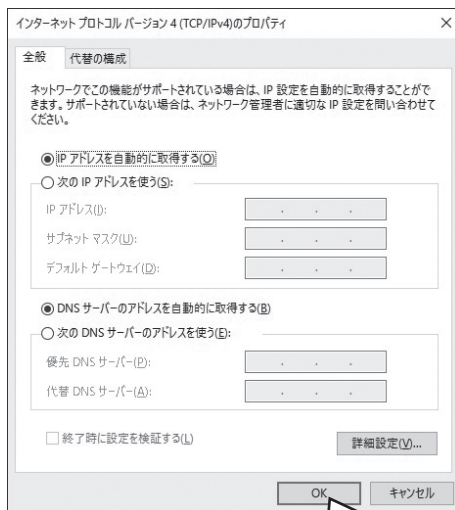 インターネット プロトコル バージョン 4 (TCP/IPv4)のプロパティ
全般 代替の構成
ネットワークでこの機能がサポートされている場合は、IP 設定を自動的に取得することがで
きます。サポートされていない場合は、ネットワーク管理者に適切な IP 設定を問い合わせて
ください。
IP アドレスを自動的に取得する(O)
次の IP アドレスを使う(S):
IP アドレス(I):
サブネット マスク(U):
デフォルト ゲートウェイ(D):
DNS サーバーのアドレスを自動的に取得する(B)
次の DNS サーバーのアドレスを使う(E):
優先 DNS サーバー(P):
代替 DNS サーバー(A):
終了時に設定を検証する(L)
詳細設定(V)...
OK キャンセル